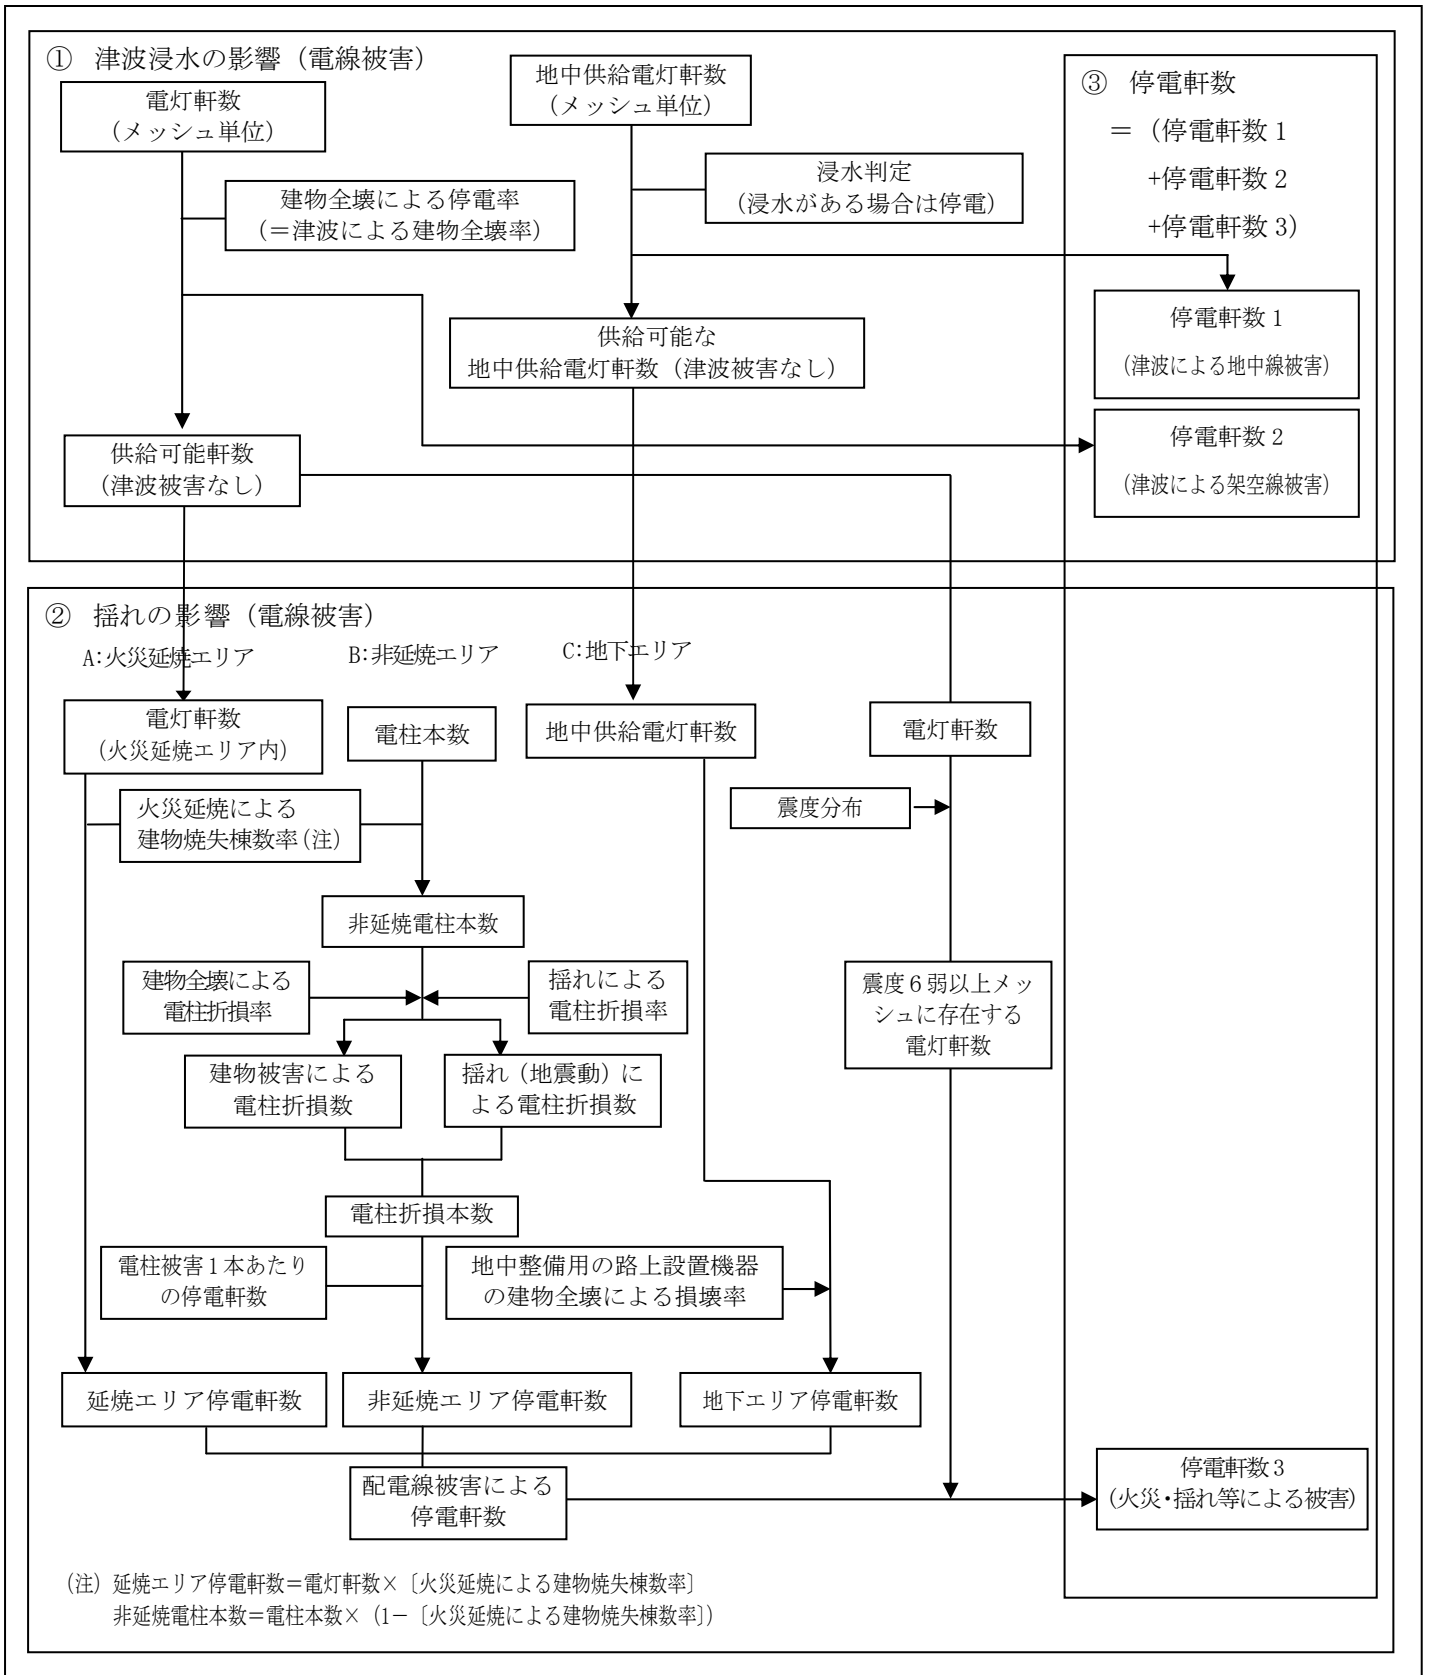 ① 津波浸水の影響（電線被害）
電灯軒数
（メッシュ単位）
地中供給電灯軒数
（メッシュ単位）
建物全壊による停電率
（＝津波による建物全壊率）
浸水判定
（浸水がある場合は停電）
供給可能な
地中供給電灯軒数（津波被害なし）
供給可能軒数
（津波被害なし）
③ 停電軒数
＝（停電軒数1
+停電軒数2
+停電軒数3）
停電軒数1
（津波による地中線被害）
停電軒数2
（津波による架空線被害）
② 揺れの影響（電線被害）
A:火災延焼エリア
B:非延焼エリア
C:地下エリア
電灯軒数
（火災延焼エリア内）
電柱本数
地中供給電灯軒数
電灯軒数
火災延焼による
建物焼失棟数率（注）
震度分布
非延焼電柱本数
建物全壊による
電柱折損率
揺れによる
電柱折損率
震度6弱以上メッ
シュに存在する
電灯軒数
建物被害による
電柱折損数
揺れ（地震動）に
よる電柱折損数
電柱折損本数
電柱被害1本あたり
の停電軒数
地中整備用の路上設置機器
の建物全壊による損壊率
延焼エリア停電軒数
非延焼エリア停電軒数
地下エリア停電軒数
配電線被害による
停電軒数
停電軒数3
（火災・揺れ等による被害）
（注）延焼エリア停電軒数＝電灯軒数×〔火災延焼による建物焼失棟数率〕
非延焼電柱本数＝電柱本数×（1－〔火災延焼による建物焼失棟数率〕）